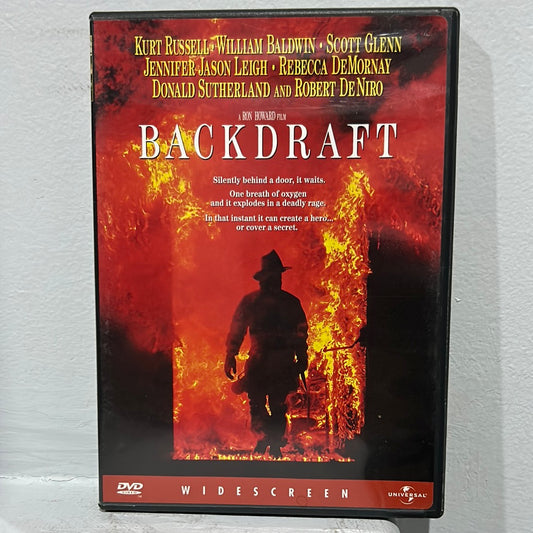 KURT RUSSELL • WILLIAM BALDWIN • SCOTT GLENN
JENNIFER JASON LEIGH • REBECCA DEMORNAY
DONALD SUTHERLAND AND ROBERT DE NIRO
A RON HOWARD FILM
BACKDRAFT
Silently behind a door, it waits.
One breath of oxygen
and it explodes in a deadly rage.
In that instant it can create a hero...
or cover a secret.
DVD
VIDEO
WIDESCREEN
UNIVERSAL